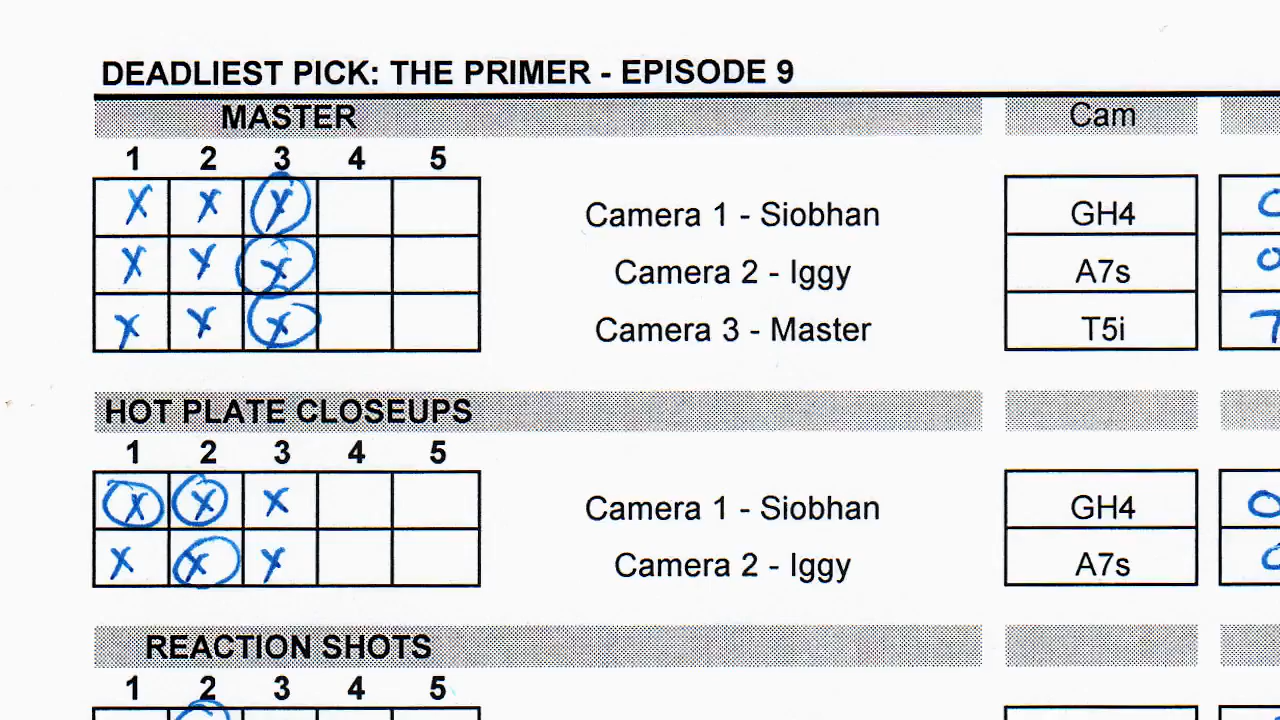 DEADLIEST PICK: THE PRIMER - EPISODE 9
MASTER Cam
1 2 3 4 5
X X X Camera 1 - Siobhan GH4
X X X Camera 2 - Iggy A7s
X X X Camera 3 - Master T5i
HOT PLATE CLOSEUPS
1 2 3 4 5
X X X Camera 1 - Siobhan GH4
X X X Camera 2 - Iggy A7s
REACTION SHOTS
1 2 3 4 5